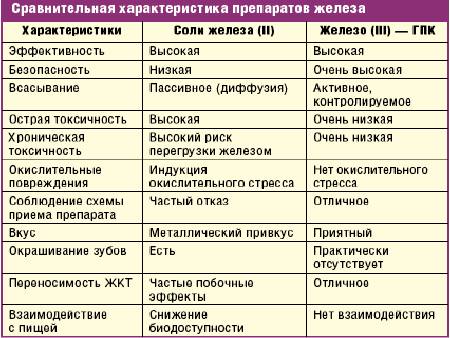 Сравнительная характеристика препаратов железа
Характеристики Соли железа (II) Железо (III) — ГПК
Эффективность Высокая Высокая
Безопасность Низкая Очень высокая
Всасывание Пассивное (диффузия) Активное,
контролируемое
Острая токсичность Высокая Очень низкая
Хроническая Высокий риск Очень низкая
токсичность перегрузки железом
Окислительные Индукция Нет окислительного
повреждения окислительного стресса стресса
Соблюдение схемы Частый отказ Отличное
приема препарата
Вкус Металлический привкус Приятный
Окрашивание зубов Есть Практически
отсутствует
Переносимость ЖКТ Частые побочные Отличное
эффекты
Взаимодействие Снижение Нет взаимодействия
с пищей биодоступности